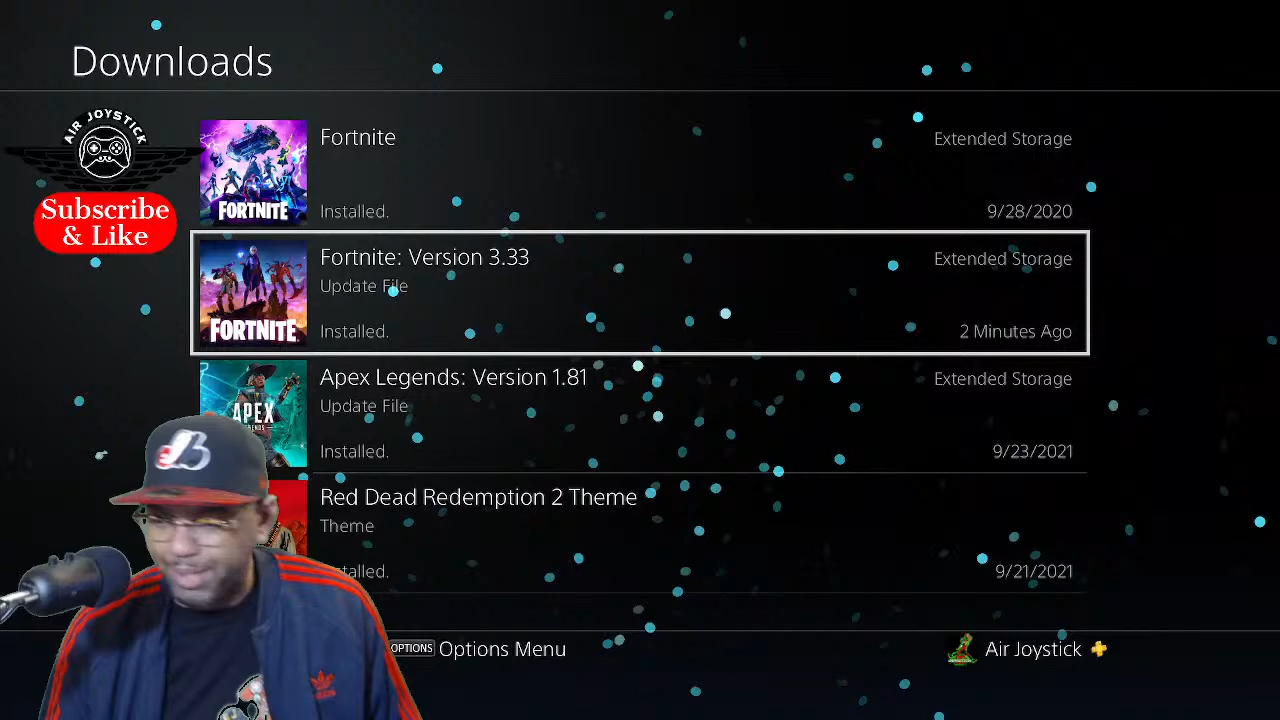 Downloads
AIR JOYSTICK
Subscribe
& Like
Fortnite
Extended Storage
FORTNITE
Installed.
9/28/2020
Fortnite: Version 3.33
Extended Storage
Update File
FORTNITE
Installed.
2 Minutes Ago
Apex Legends: Version 1.81
Extended Storage
Update File
APEX
Installed.
9/23/2021
Red Dead Redemption 2 Theme
Theme
talled.
9/21/2021
OPTIONS Options Menu
Air Joystick